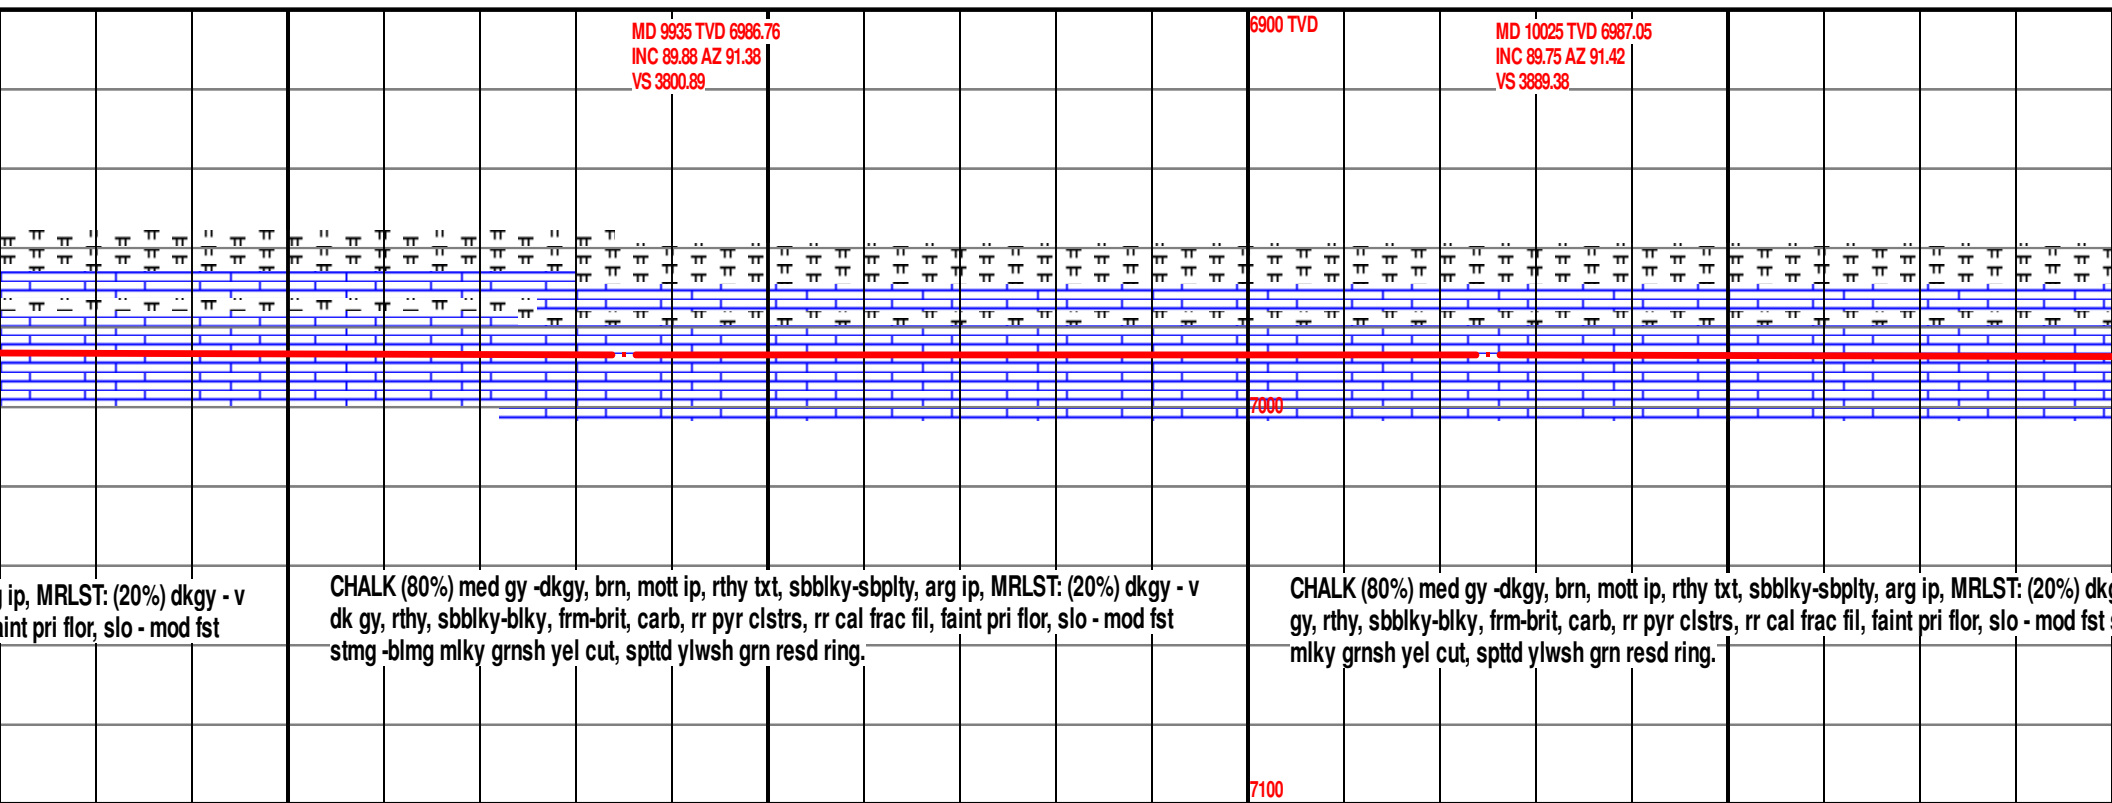 MD 9935 TVD 6986.76
INC 89.88 AZ 91.38
VS 3800.89
6900 TVD
MD 10025 TVD 6987.05
INC 89.75 AZ 91.42
VS 3889.38
7000
ip, MRLST: (20%) dkgy - v
pri flor, slo - mod fst
CHALK (80%) med gy -dkgy, brn, mott ip, rthy txt, sbblky-sbplty, arg ip, MRLST: (20%) dkgy - v
dk gy, rthy, sbblky-blky, frm-brit, carb, rr pyr clstrs, rr cal frac fil, faint pri flor, slo - mod fst
stmg -blmg mlky grnsh yel cut, spttd ylwsh grn resd ring.
CHALK (80%) med gy -dkgy, brn, mott ip, rthy txt, sbblky-sbplty, arg ip, MRLST: (20%)
gy, rthy, sbblky-blky, frm-brit, carb, rr pyr clstrs, rr cal frac fil, faint pri flor, slo - mod fst
mlky grnsh yel cut, spttd ylwsh grn resd ring.
7100